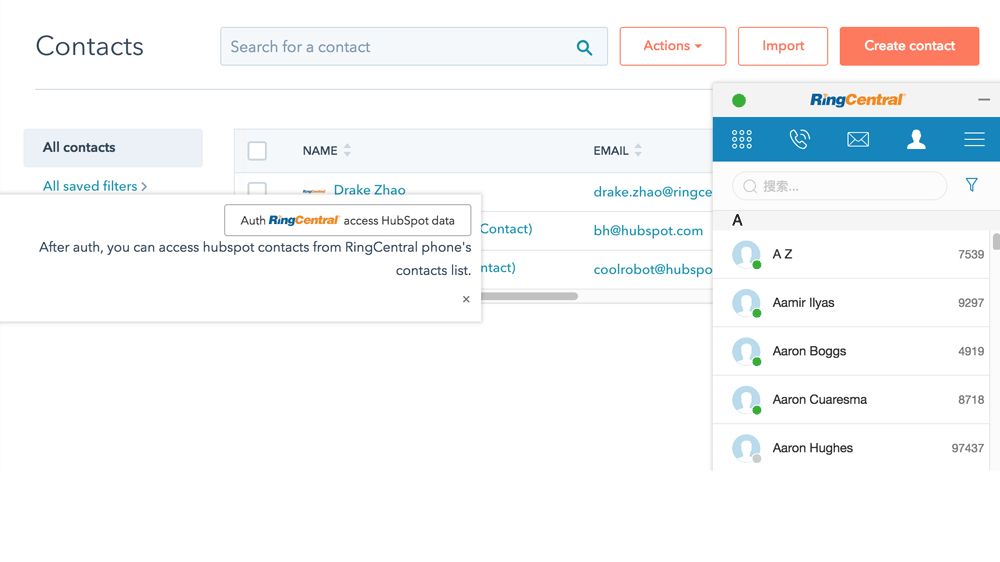 Contacts
Search for a contact
Actions
Import
Create contact
All contacts
All saved filters
NAME
EMAIL
RingCentral
Drake Zhao
drake.zhao@ringce
Contact)
bh@hubspot.com
ntact)
coolrobot@hubspo
Auth RingCentral access HubSpot data
After auth, you can access hubspot contacts from RingCentral phone's
contacts list.
×
RingCentral
搜索...
A
A Z 7539
Aamir Ilyas 9297
Aaron Boggs 4919
Aaron Cuaresma 8718
Aaron Hughes 97437